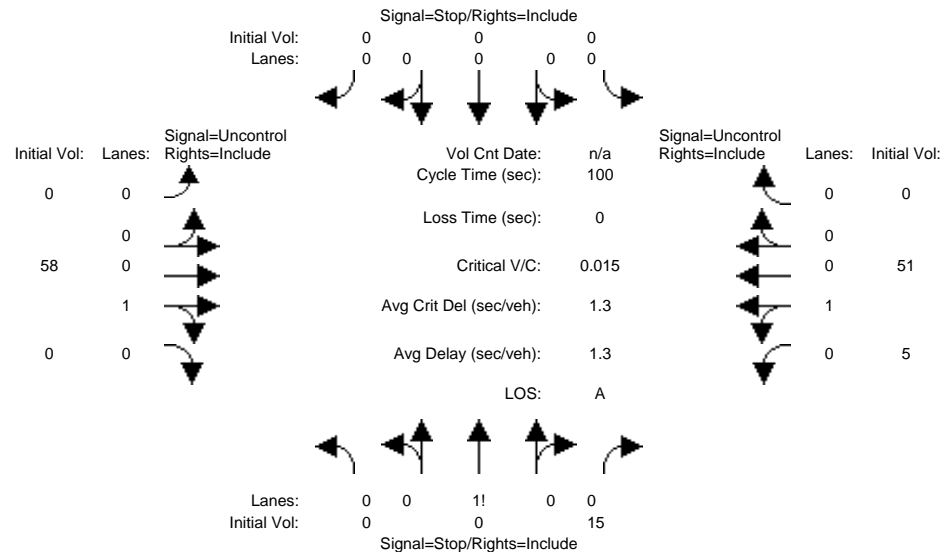 Signal=Stop/Rights=Include
Initial Vol: 0 0 0
Lanes: 0 0 0 0 0
Signal=Uncontrol
Initial Vol: Lanes: Rights=Include
Vol Cnt Date: n/a
Signal=Uncontrol
Rights=Include Lanes: Initial Vol:
Cycle Time (sec): 100
0 0 0 0
Loss Time (sec): 0
0 0
58 0 Critical V/C: 0.015 0 51
1 Avg Crit Del (sec/veh): 1.3 1
0 0 Avg Delay (sec/veh): 1.3 0 5
LOS: A
Lanes: 0 0 1! 0 0
Initial Vol: 0 0 15
Signal=Stop/Rights=Include